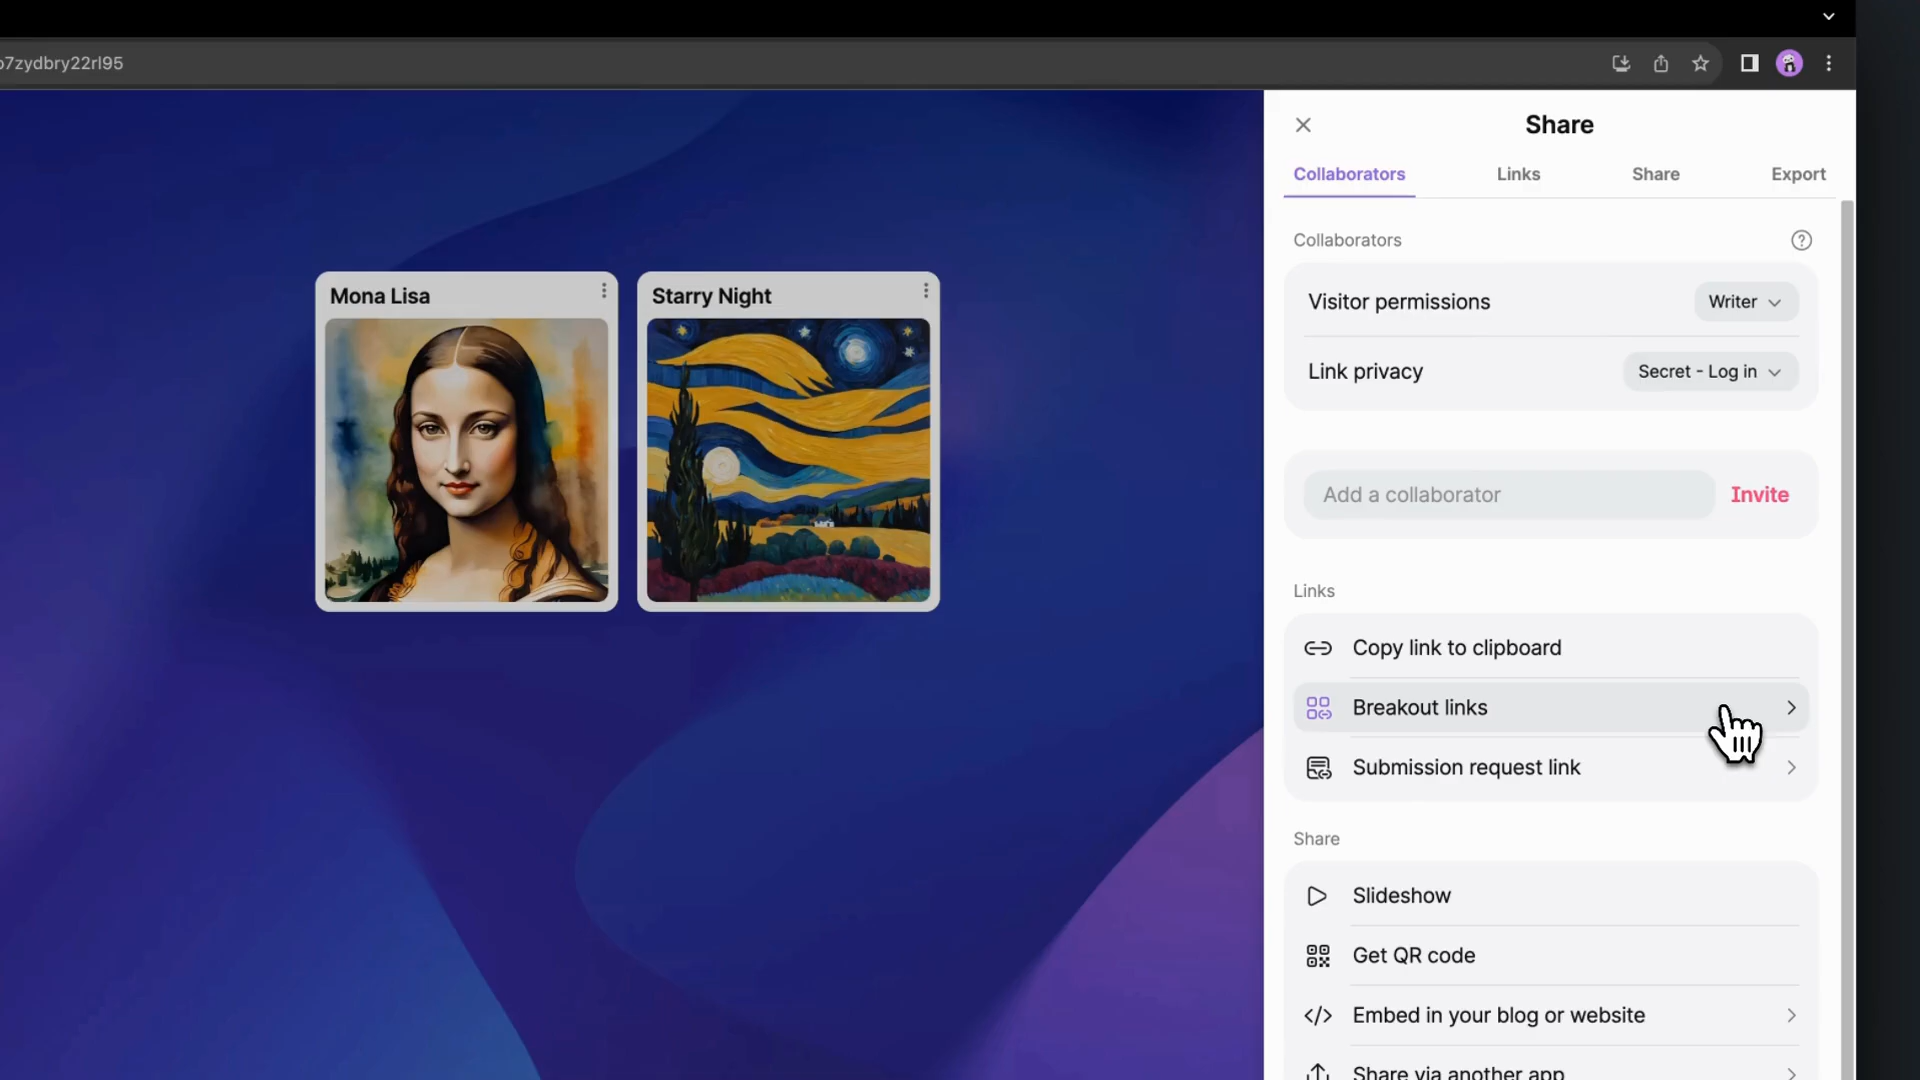 o7zydbry22rl95
Share
Collaborators
Links
Share
Export
Collaborators
Visitor permissions
Writer
Link privacy
Secret - Log in
Add a collaborator
Invite
Links
Copy link to clipboard
Breakout links
Submission request link
Share
Slideshow
Get QR code
Embed in your blog or website
Share via another app
Mona Lisa
Starry Night